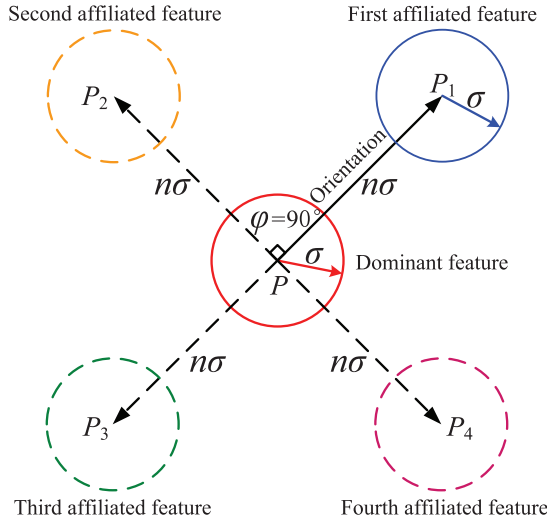 Second affiliated feature
First affiliated feature
P₂
P₁
σ
nσ
Orientation
nσ
φ=90°
σ
Dominant feature
P
nσ
nσ
P₃
P₄
Third affiliated feature
Fourth affiliated feature